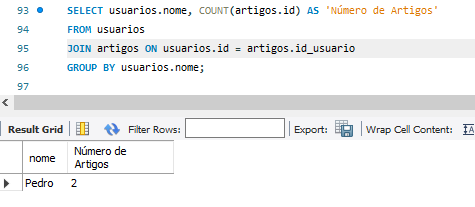 93 SELECT usuarios.nome, COUNT(artigos.id) AS 'Número de Artigos'
94 FROM usuarios
95 JOIN artigos ON usuarios.id = artigos.id_usuario
96 GROUP BY usuarios.nome;
97
Result Grid Filter Rows: Export: Wrap Cell Content:
nome Número de
Artigos
Pedro 2